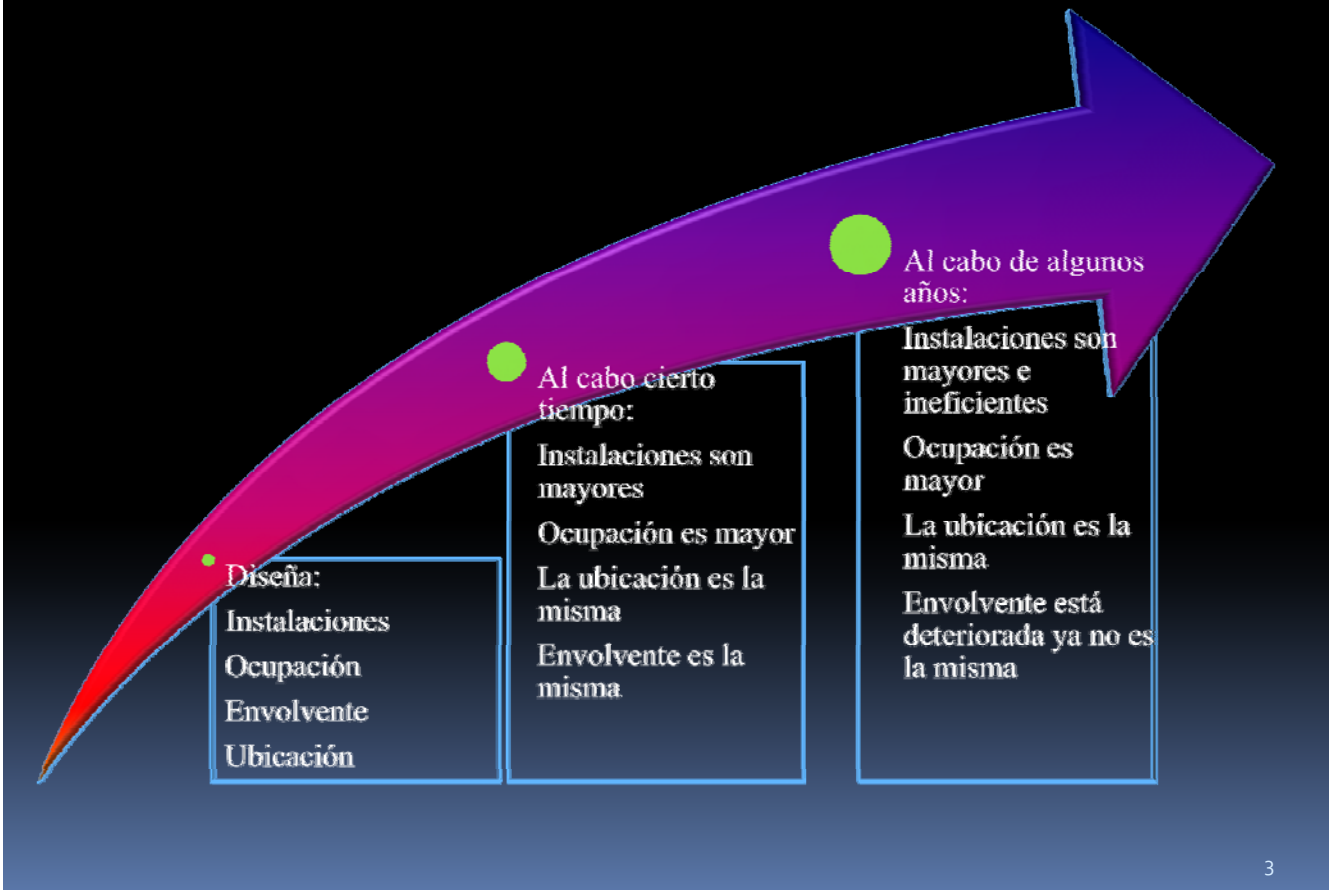 Diseña:
Instalaciones
Ocupación
Envolvente
Ubicación
Al cabo cierto
tiempo:
Instalaciones son
mayores
Ocupación es mayor
La ubicación es la
misma
Envolvente es la
misma
Al cabo de algunos
años:
Instalaciones son
mayores e
ineficientes
Ocupación es
mayor
La ubicación es la
misma
Envolvente está
deteriorada ya no es
la misma
3